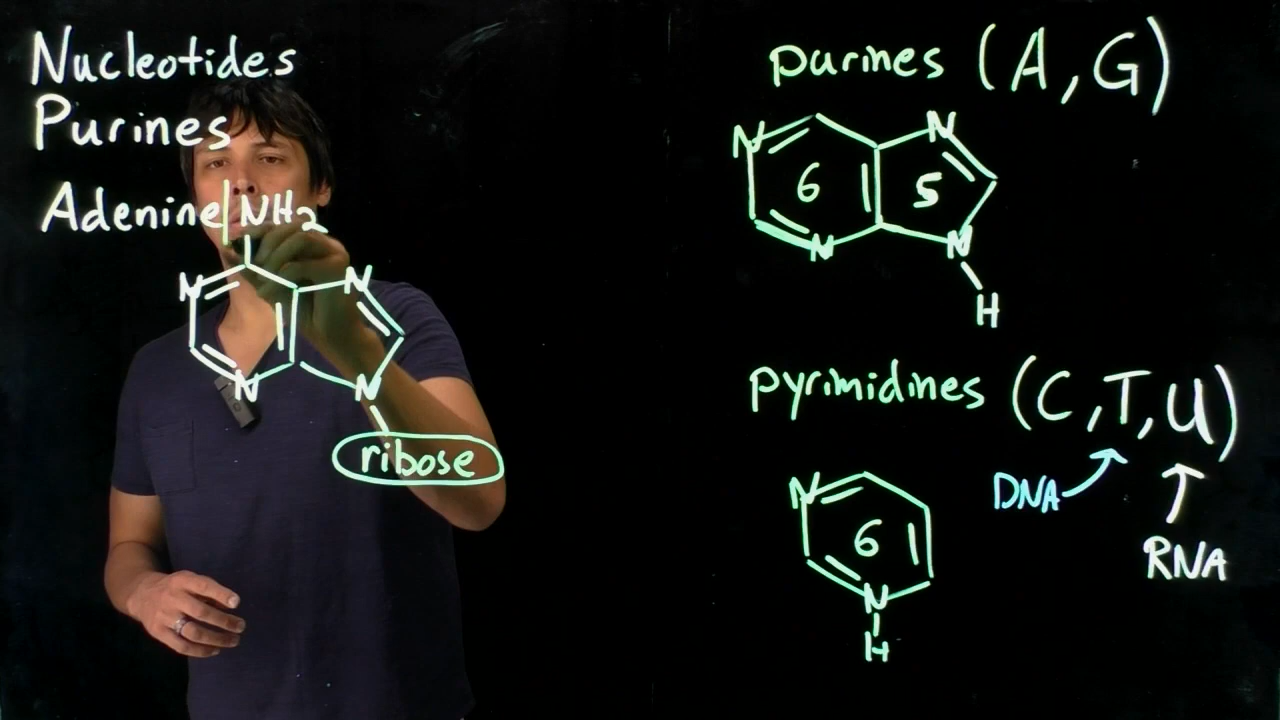 Nucleotides
Purines
Adenine
NH2
N
N
N
N
ribose
purines (A, G)
N
N
6
5
N
N
H
pyrimidines (C, T, U)
DNA
RNA
N
6
N
H